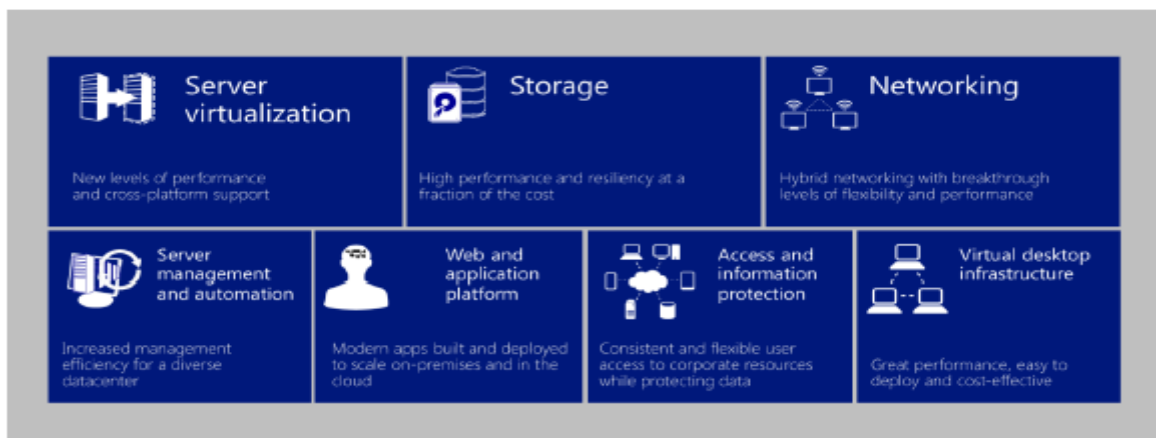 Server
virtualization
New levels of performance
and cross-platform support
Storage
High performance and resiliency at a
fraction of the cost
Networking
Hybrid networking with breakthrough
levels of flexibility and performance
Server
management
and automation
Increased management
efficiency for a diverse
datacenter
Web and
application
platform
Modern apps built and deployed
to scale on-premises and in the
cloud
Access and
information
protection
Consistent and flexible user
access to corporate resources
while protecting data
Virtual desktop
infrastructure
Great performance, easy to
deploy and cost-effective